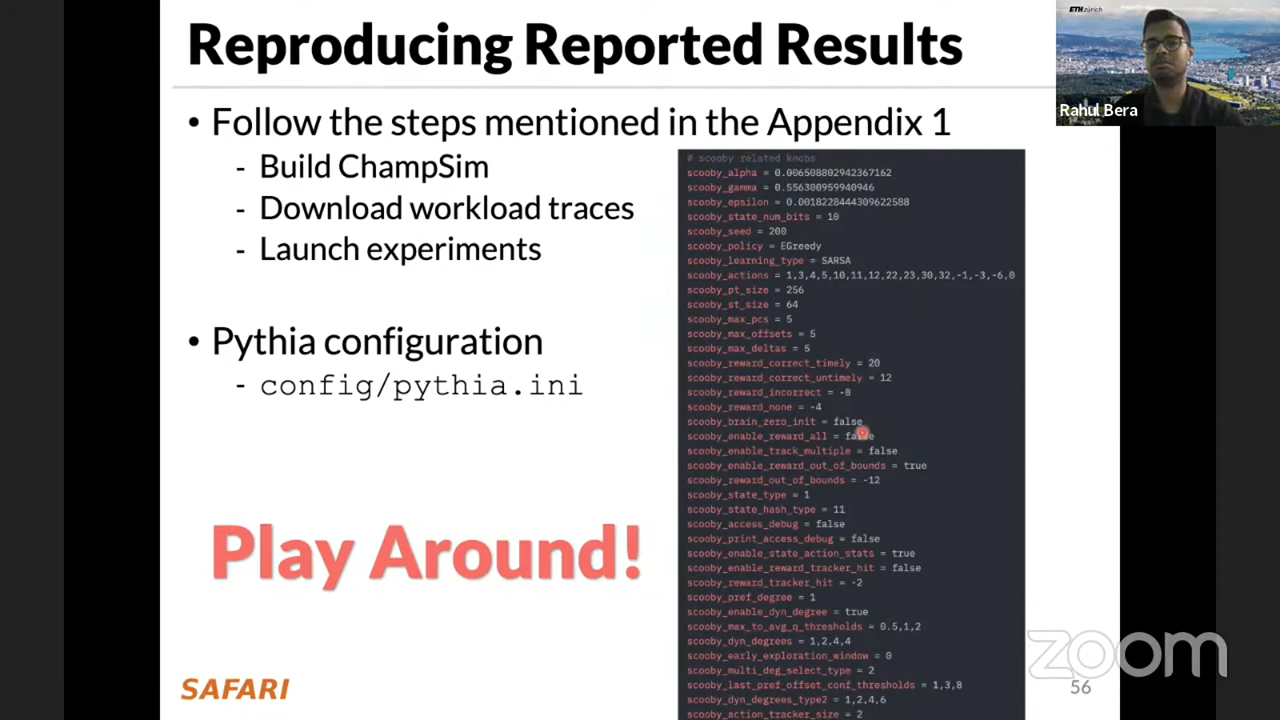 Reproducing Reported Results
• Follow the steps mentioned in the Appendix 1
- Build ChampSim
- Download workload traces
- Launch experiments
• Pythia configuration
- config/pythia.ini
Play Around!
# scooby related knobs
scooby_alpha = 0.006508802942367162
scooby_gamma = 0.556300959940946
scooby_epsilon = 0.0018228444309622588
scooby_state_num_bits = 10
scooby_seed = 200
scooby_policy = EGreedy
scooby_learning_type = SARSA
scooby_actions = 1,3,4,5,10,11,12,22,23,30,32,-1,-3,-6,0
scooby_pt_size = 256
scooby_st_size = 64
scooby_max_pcs = 5
scooby_max_offsets = 5
scooby_max_deltas = 5
scooby_reward_correct_timely = 20
scooby_reward_correct_untimely = 12
scooby_reward_incorrect = -8
scooby_reward_none = -4
scooby_brain_zero_init = false
scooby_enable_reward_all = false
scooby_enable_track_multiple = false
scooby_enable_reward_out_of_bounds = true
scooby_reward_out_of_bounds = -12
scooby_state_type = 1
scooby_state_hash_type = 11
scooby_access_debug = false
scooby_print_access_debug = false
scooby_enable_state_action_stats = true
scooby_enable_reward_tracker_hit = false
scooby_reward_tracker_hit = -2
scooby_pref_degree = 1
scooby_enable_dyn_degree = true
scooby_max_to_avg_q_thresholds = 0.5,1,2
scooby_dyn_degrees = 1,2,4,4
scooby_early_exploration_window = 0
scooby_multi_deg_select_type = 2
scooby_last_pref_offset_conf_thresholds = 1,3,8
scooby_dyn_degrees_type2 = 1,2,4,6
scooby_action_tracker_size = 2
SAFARI
56
ETH zürich
Rahul Bera
zoom